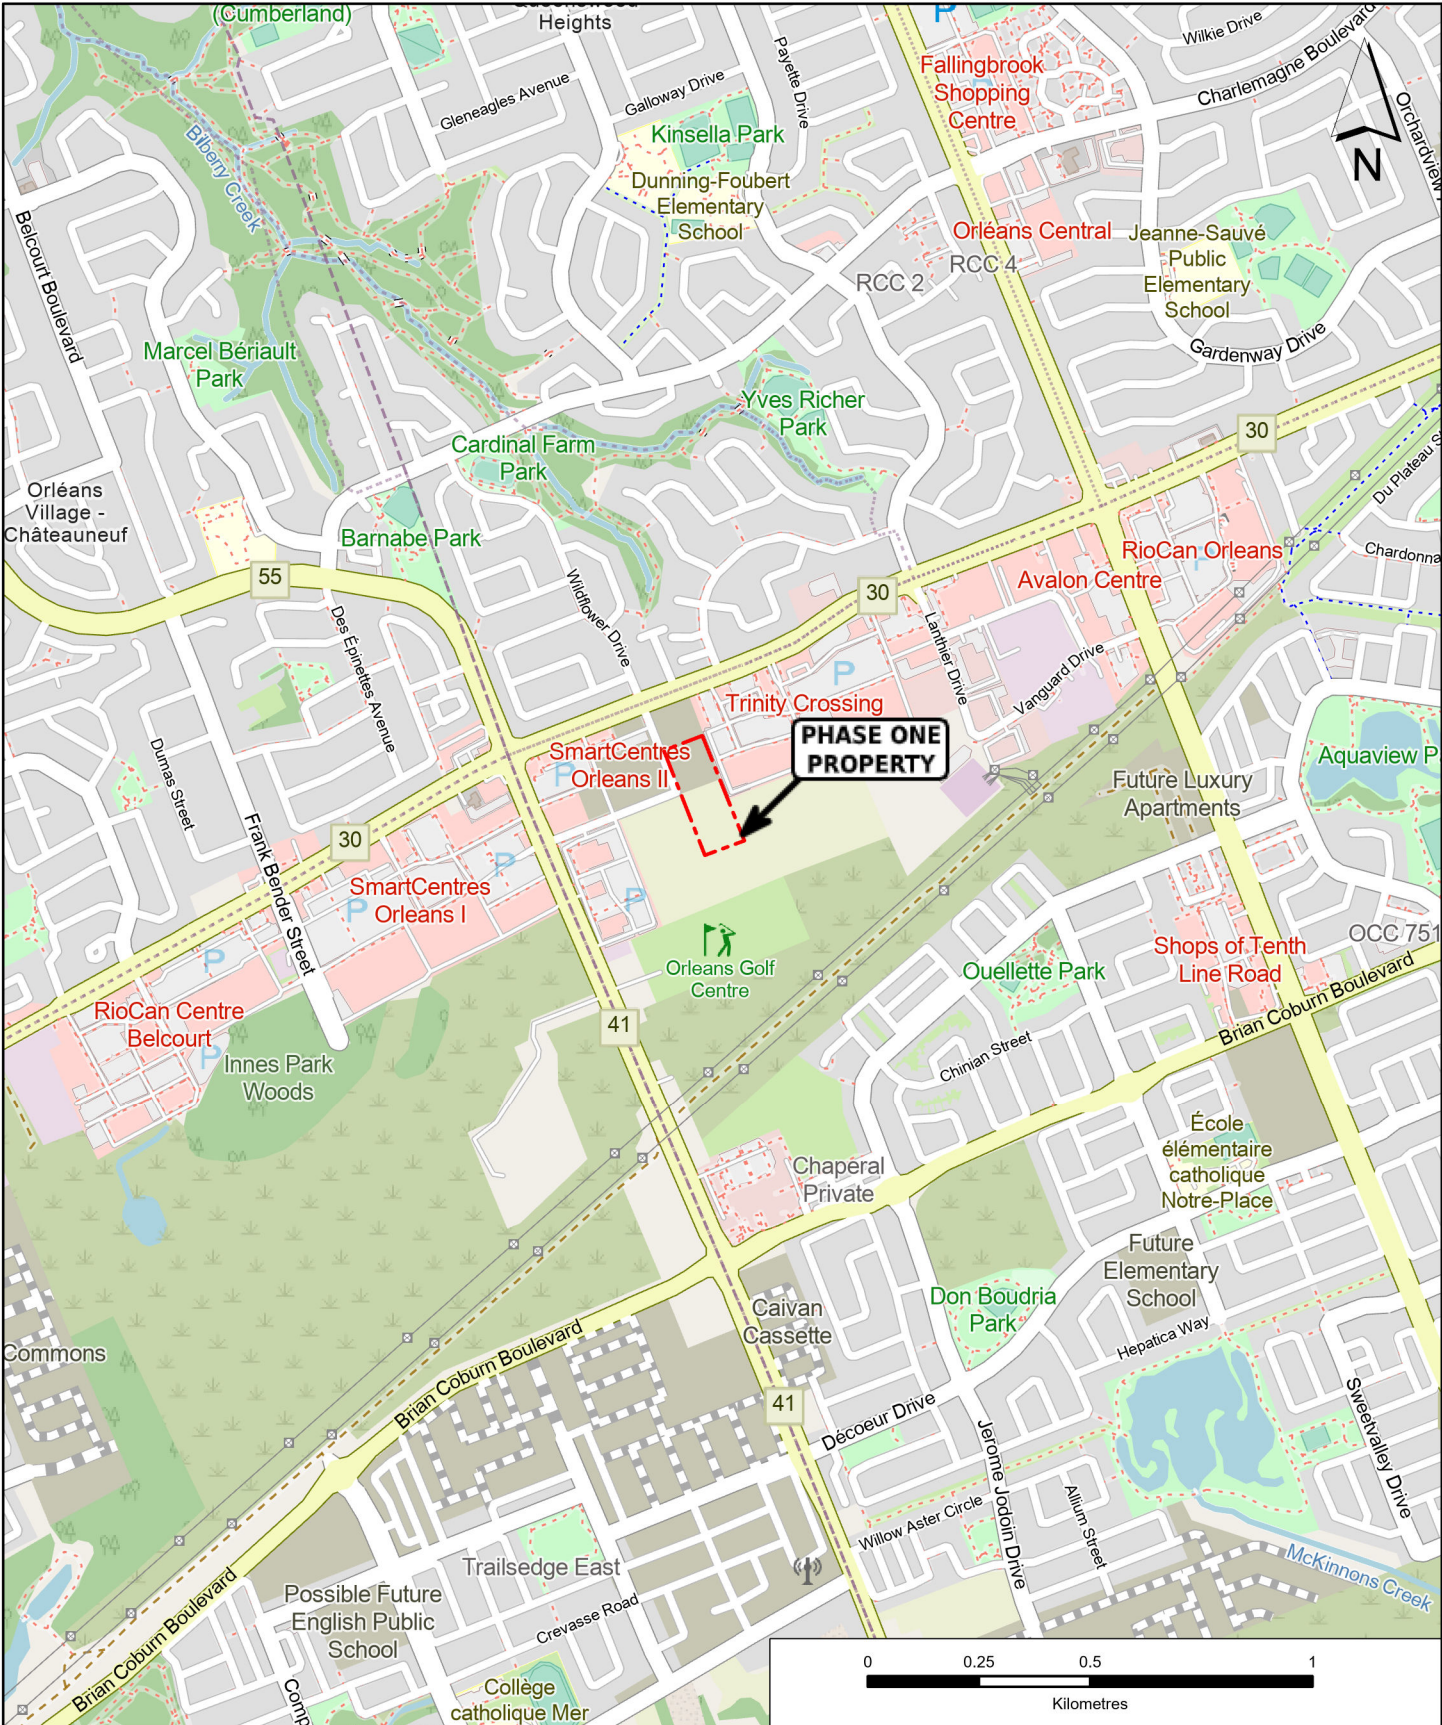 (Cumberland)
Queenswood
Heights
P
Wilkie Drive
Charlemagne Boulevard
Payette Drive
Fallingbrook
Shopping
Centre
Gleneagles Avenue
Galloway Drive
Kinsella Park
Orchardview
N
Bilberry Creek
Dunning-Foubert
Elementary
School
Belcourt Boulevard
Orléans Central
Jeanne-Sauvé
Public
Elementary
School
RCC 4
RCC 2
Gardenway Drive
Marcel Bériault
Park
Yves Richer
Park
30
Cardinal Farm
Park
Du Plateau S
Orléans
Village -
Châteauneuf
Barnabe Park
RioCan Orleans
P
Chardonna
Avalon Centre
55
30
Wildflower Drive
Des Épinettes Avenue
Lanthier Drive
Vanguard Drive
P
Trinity Crossing
PHASE ONE
PROPERTY
SmartCentres
Orleans II
P
Dumas Street
Aquaview P
Future Luxury
Apartments
30
Frank Bender Street
P
SmartCentres
Orleans I
P
P
Orleans Golf
Centre
OCC 751
Shops of Tenth
Line Road
Ouellette Park
P
RioCan Centre
Belcourt
P
41
Brian Coburn Boulevard
Innes Park
Woods
Chinian Street
École
élémentaire
catholique
Notre-Place
Chaperal
Private
Future
Elementary
School
Don Boudria
Park
Caivan
Cassette
Hepatica Way
Commons
Brian Coburn Boulevard
41
Décoeur Drive
Sweetvalley Drive
Jerome Jodoin Drive
Allium Street
Willow Aster Circle
McKinnons Creek
Trailsedge East
Possible Future
English Public
School
Crevasse Road
Brian Coburn Boulevard
Comp
Collège
catholique Mer
0 0.25 0.5 1
Kilometres